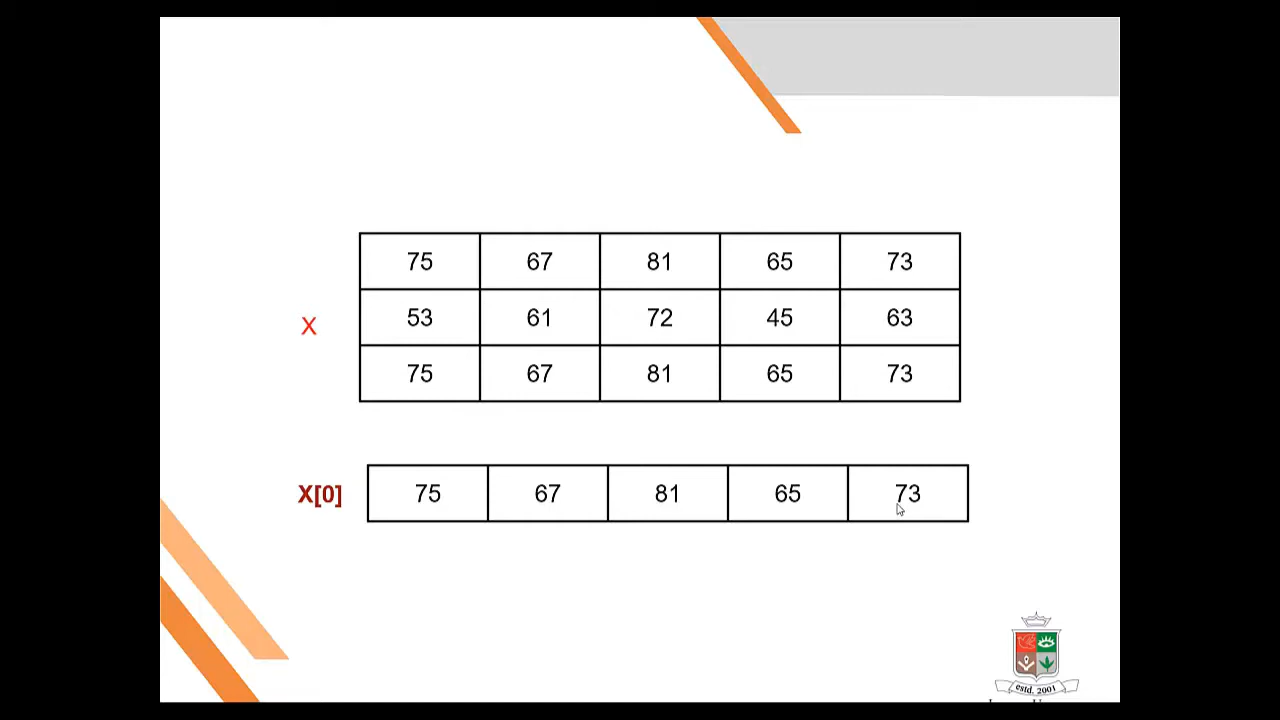 75 67 81 65 73
X
53 61 72 45 63
75 67 81 65 73
X[0] 75 67 81 65 73
estd. 2001